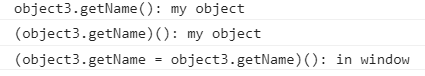 object3.getName(): my object
(object3.getName)(): my object
(object3.getName = object3.getName)(): in window